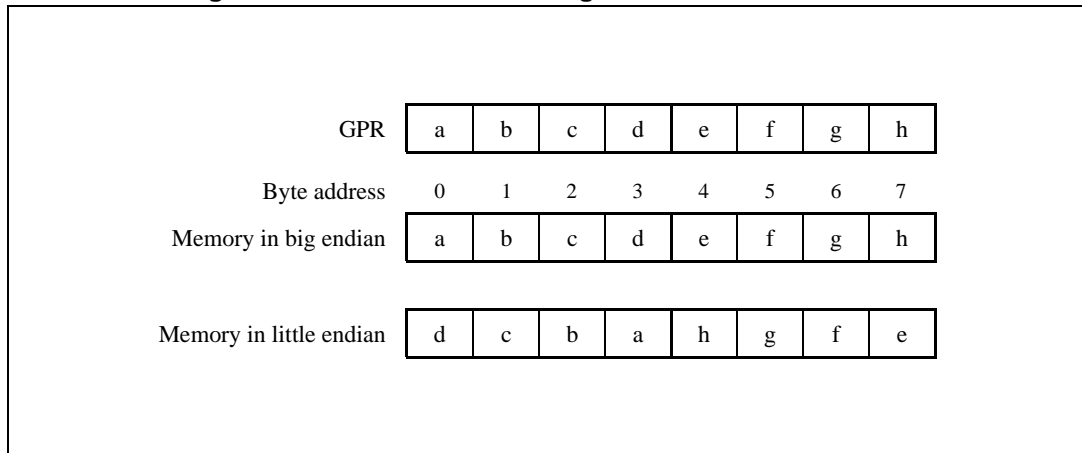 GPR a b c d e f g h
Byte address 0 1 2 3 4 5 6 7
Memory in big endian a b c d e f g h
Memory in little endian d c b a h g f e